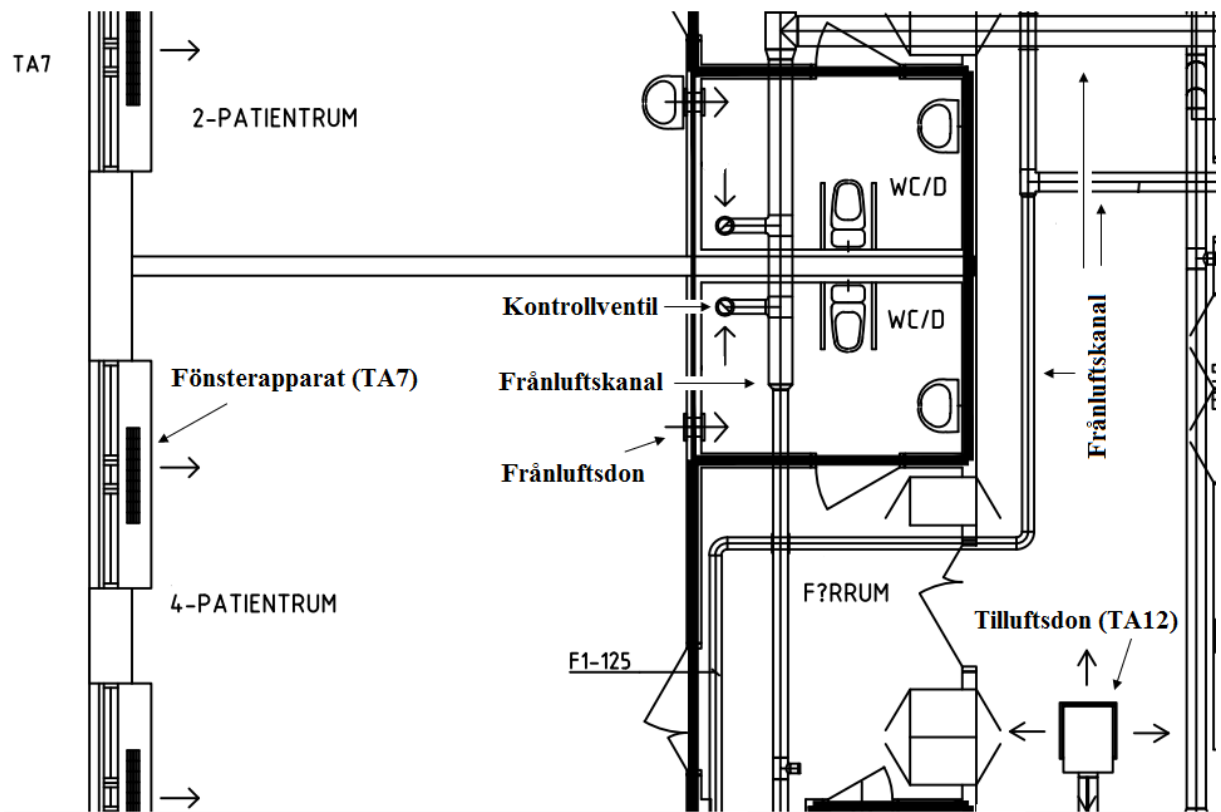 TA7
2-PATIENTRUM
WC/D
Kontrollventil
WC/D
Fönsterapparat (TA7)
Frånluftskanal
Frånluftskanal
Frånluftsdon
4-PATIENTRUM
F?RRUM
Tilluftsdon (TA12)
F1-125